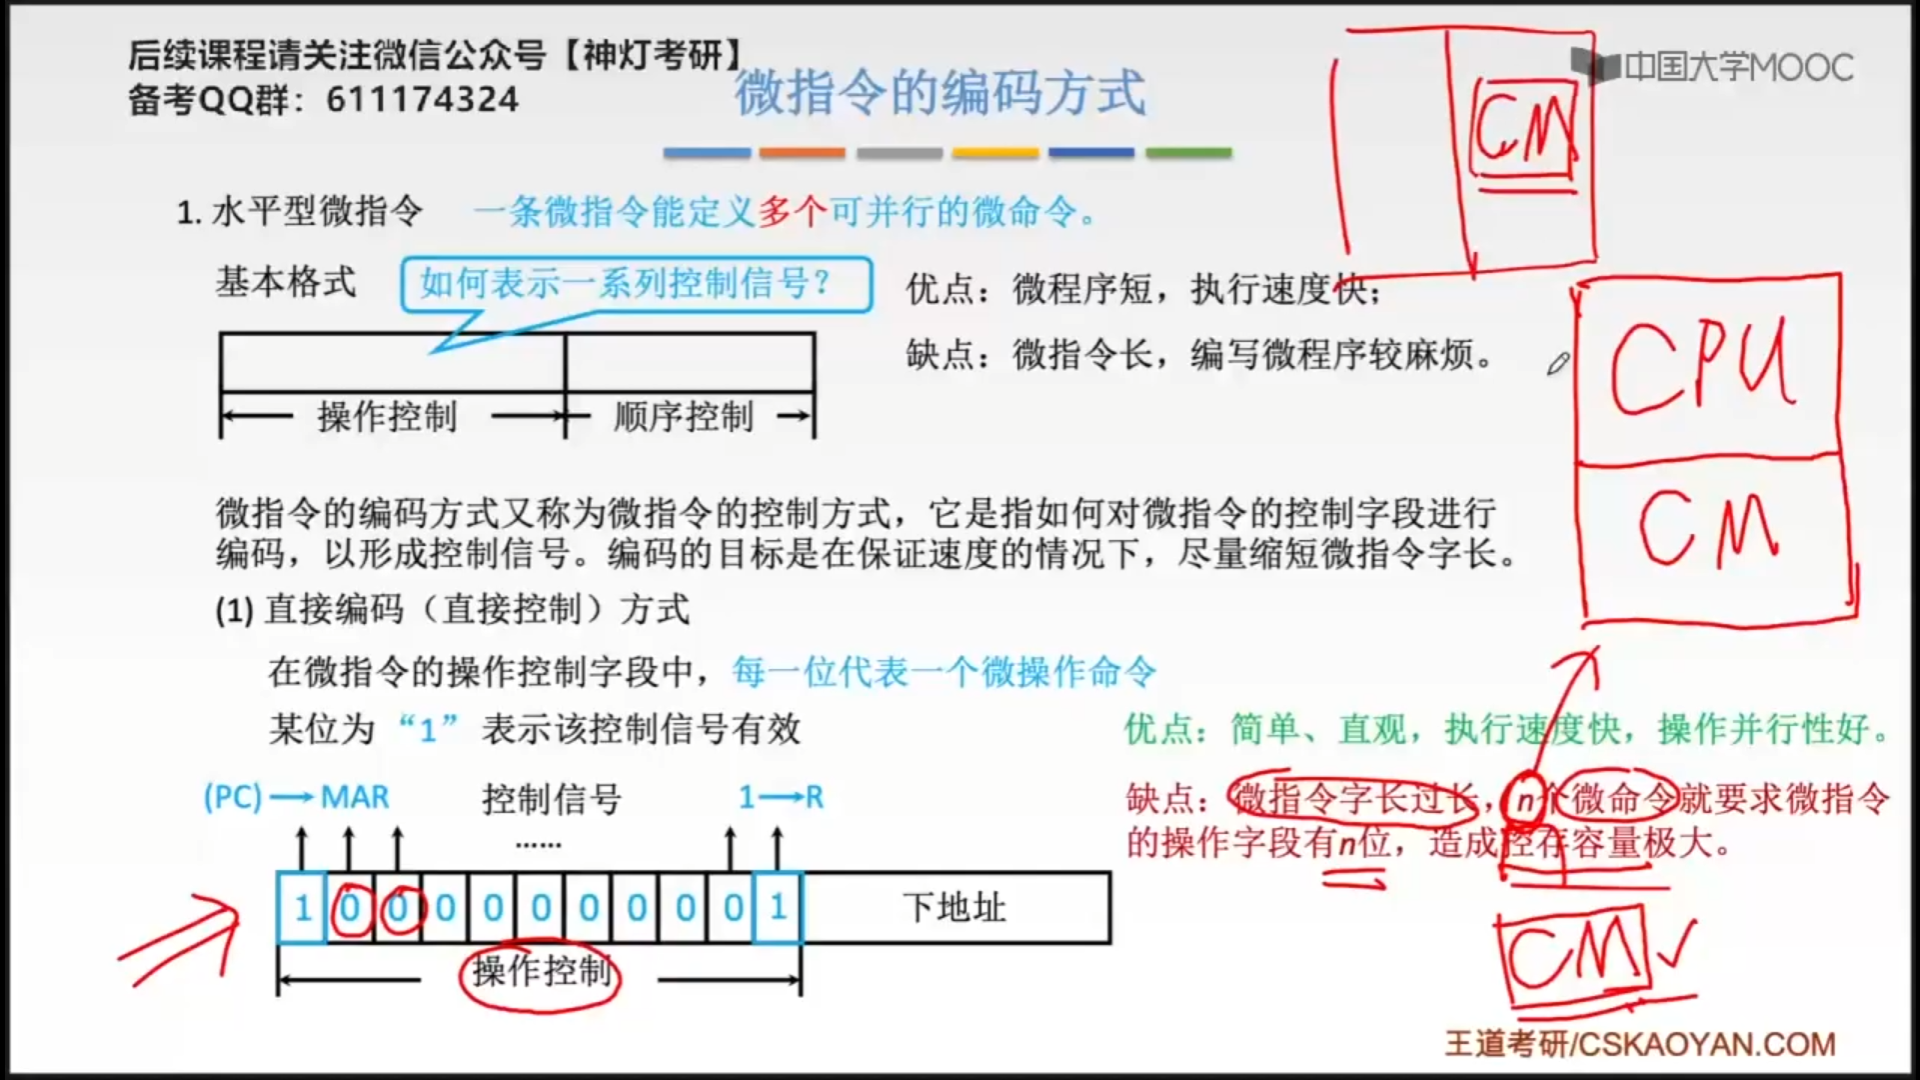 后续课程请关注微信公众号【神灯考研】
备考QQ群：611174324
微指令的编码方式
中国大学MOOC
CM
1. 水平型微指令 一条微指令能定义多个可并行的微命令。
基本格式 如何表示一系列控制信号？
优点：微程序短，执行速度快；
缺点：微指令长，编写微程序较麻烦。
操作控制 顺序控制
CPU
CM
微指令的编码方式又称为微指令的控制方式，它是指如何对微指令的控制字段进行
编码，以形成控制信号。编码的目标是在保证速度的情况下，尽量缩短微指令字长。
(1) 直接编码（直接控制）方式
在微指令的操作控制字段中，每一位代表一个微操作命令
某位为“1” 表示该控制信号有效
优点：简单、直观，执行速度快，操作并行性好。
缺点：微指令字长过长，n个微命令就要求微指令
的操作字段有n位，造成控存容量极大。
(PC) → MAR 控制信号 1 → R
……
1 0 0 0 0 0 0 0 0 0 1 下地址
操作控制
CM
王道考研/CSKAOYAN.COM